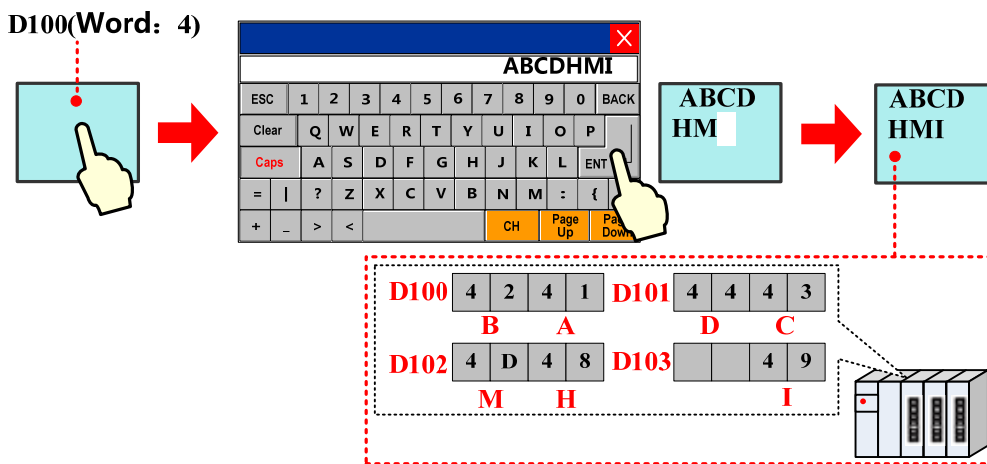 D100(Word：4)
ABCDHMI
ESC 1 2 3 4 5 6 7 8 9 0 BACK
Clear Q W E R T Y U I O P
Caps A S D F G H J K L ENT
= | ? Z X C V B N M : {
+ _ > < CH Page Up Page Down
ABCD
HM
ABCD
HMI
D100 4 2 4 1 D101 4 4 4 3
B A D C
D102 4 D 4 8 D103 4 9
M H I